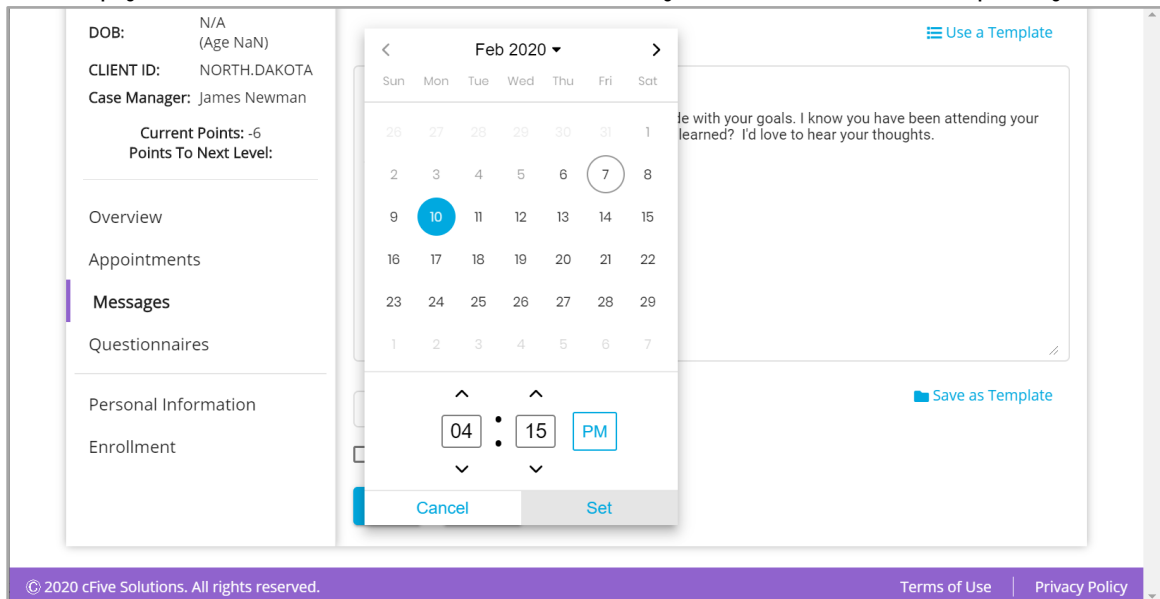 DOB:
N/A
(Age NaN)
CLIENT ID: NORTH.DAKOTA
Case Manager: James Newman
Current Points: -6
Points To Next Level:
Overview
Appointments
Messages
Questionnaires
Personal Information
Enrollment
Use a Template
with your goals. I know you have been attending your
learned? I'd love to hear your thoughts.
Save as Template
Feb 2020
Sun Mon Tue Wed Thu Fri Sat
26 27 28 29 30 31 1
2 3 4 5 6 7 8
9 10 11 12 13 14 15
16 17 18 19 20 21 22
23 24 25 26 27 28 29
1 2 3 4 5 6 7
04 : 15 PM
Cancel Set
© 2020 cFive Solutions. All rights reserved.
Terms of Use | Privacy Policy